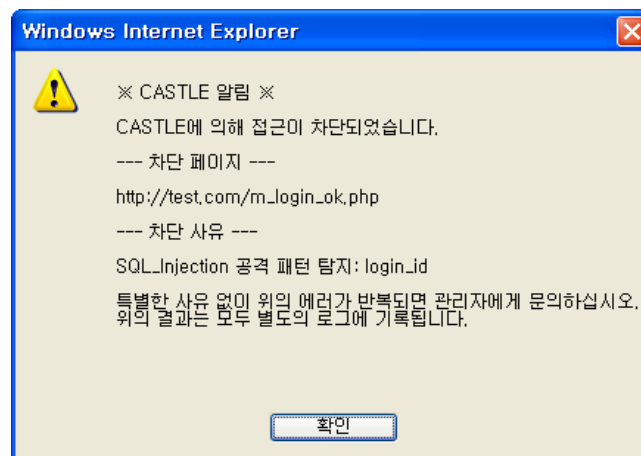 Windows Internet Explorer
※ CASTLE 알림 ※
CASTLE에 의해 접근이 차단되었습니다.
--- 차단 페이지 ---
http://test.com/m_login_ok.php
--- 차단 사유 ---
SQL_Injection 공격 패턴 탐지: login_id
특별한 사유 없이 위의 에러가 반복되면 관리자에게 문의하십시오.
위의 결과는 모두 별도의 로그에 기록됩니다.
확인